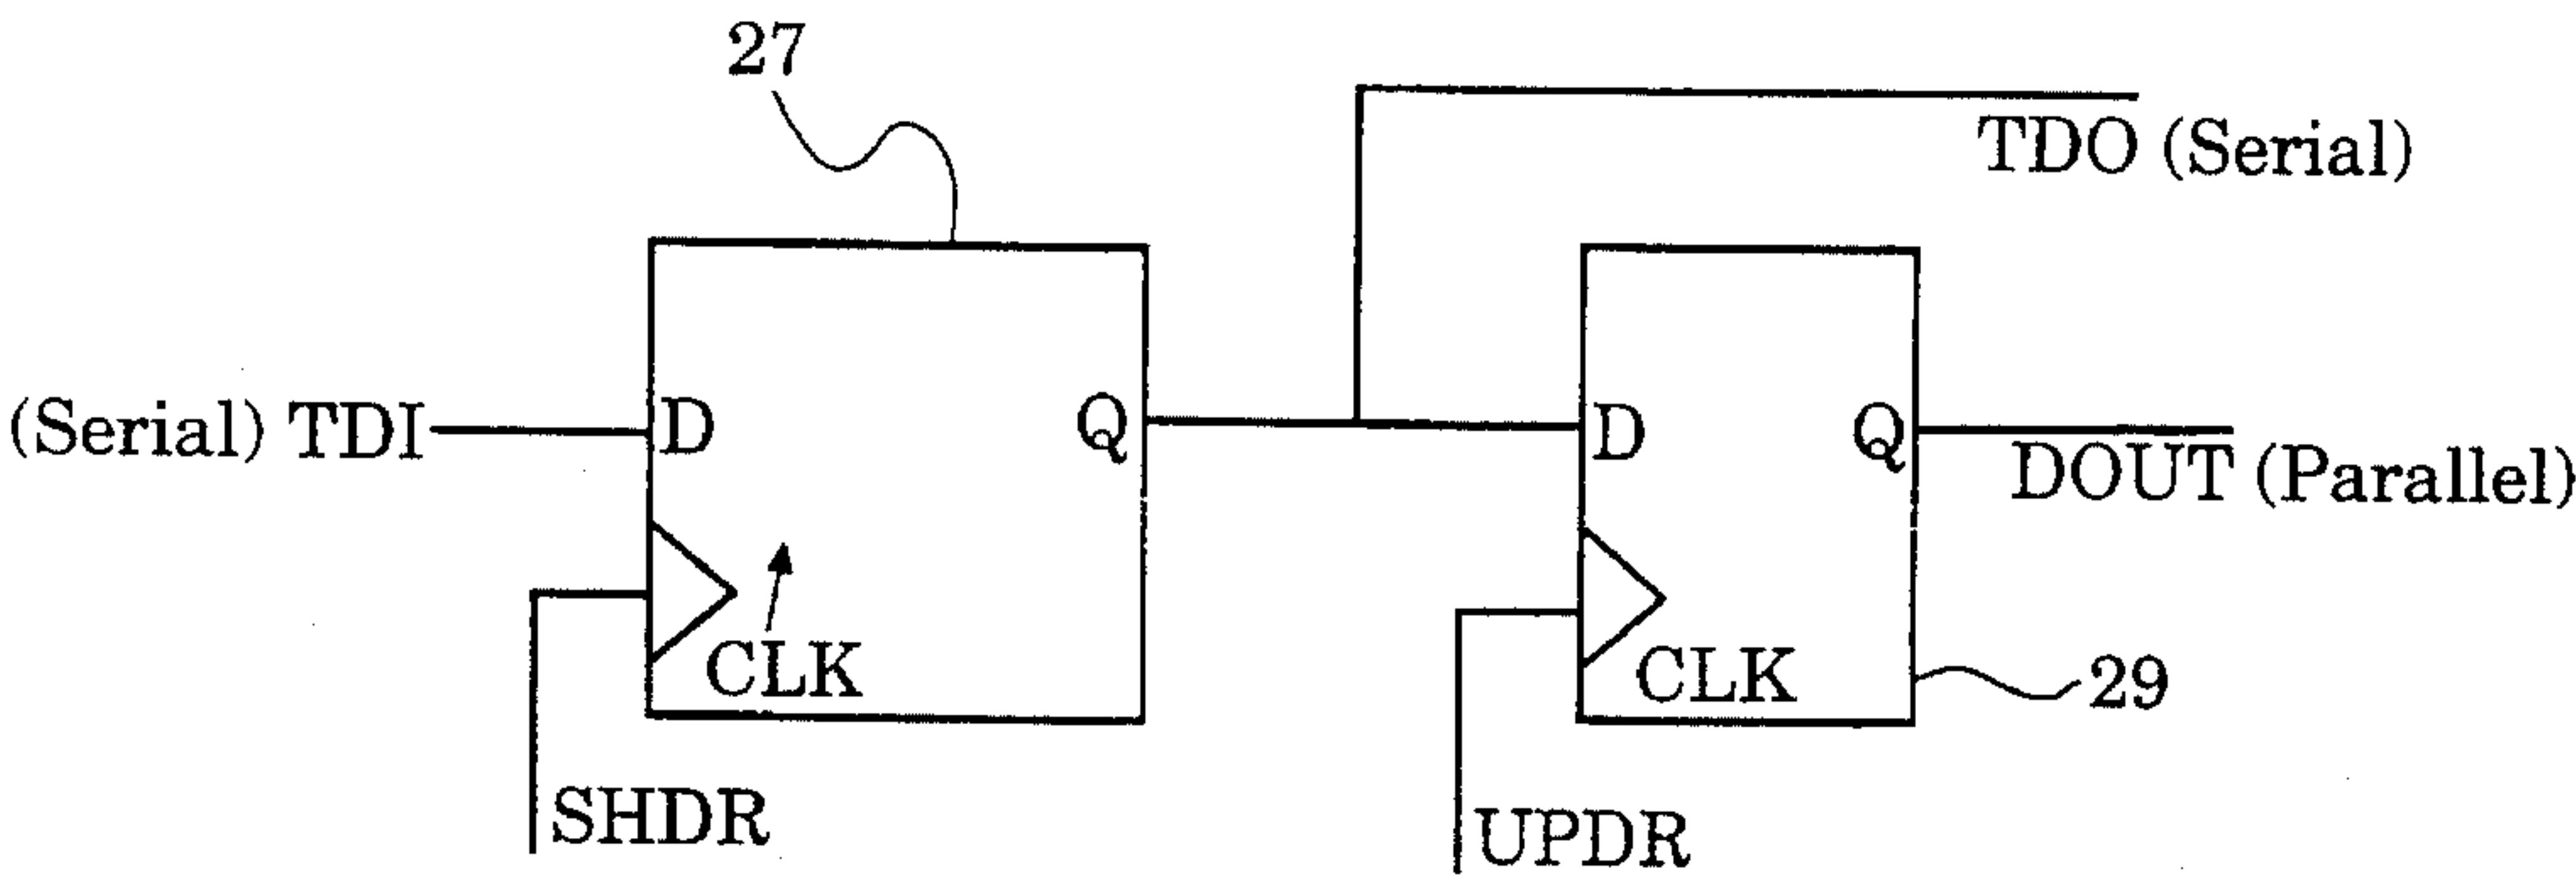 27
TDO (Serial)
(Serial) TDI
D
Q
D
Q
DOUT (Parallel)
CLK
CLK
29
SHDR
UPDR